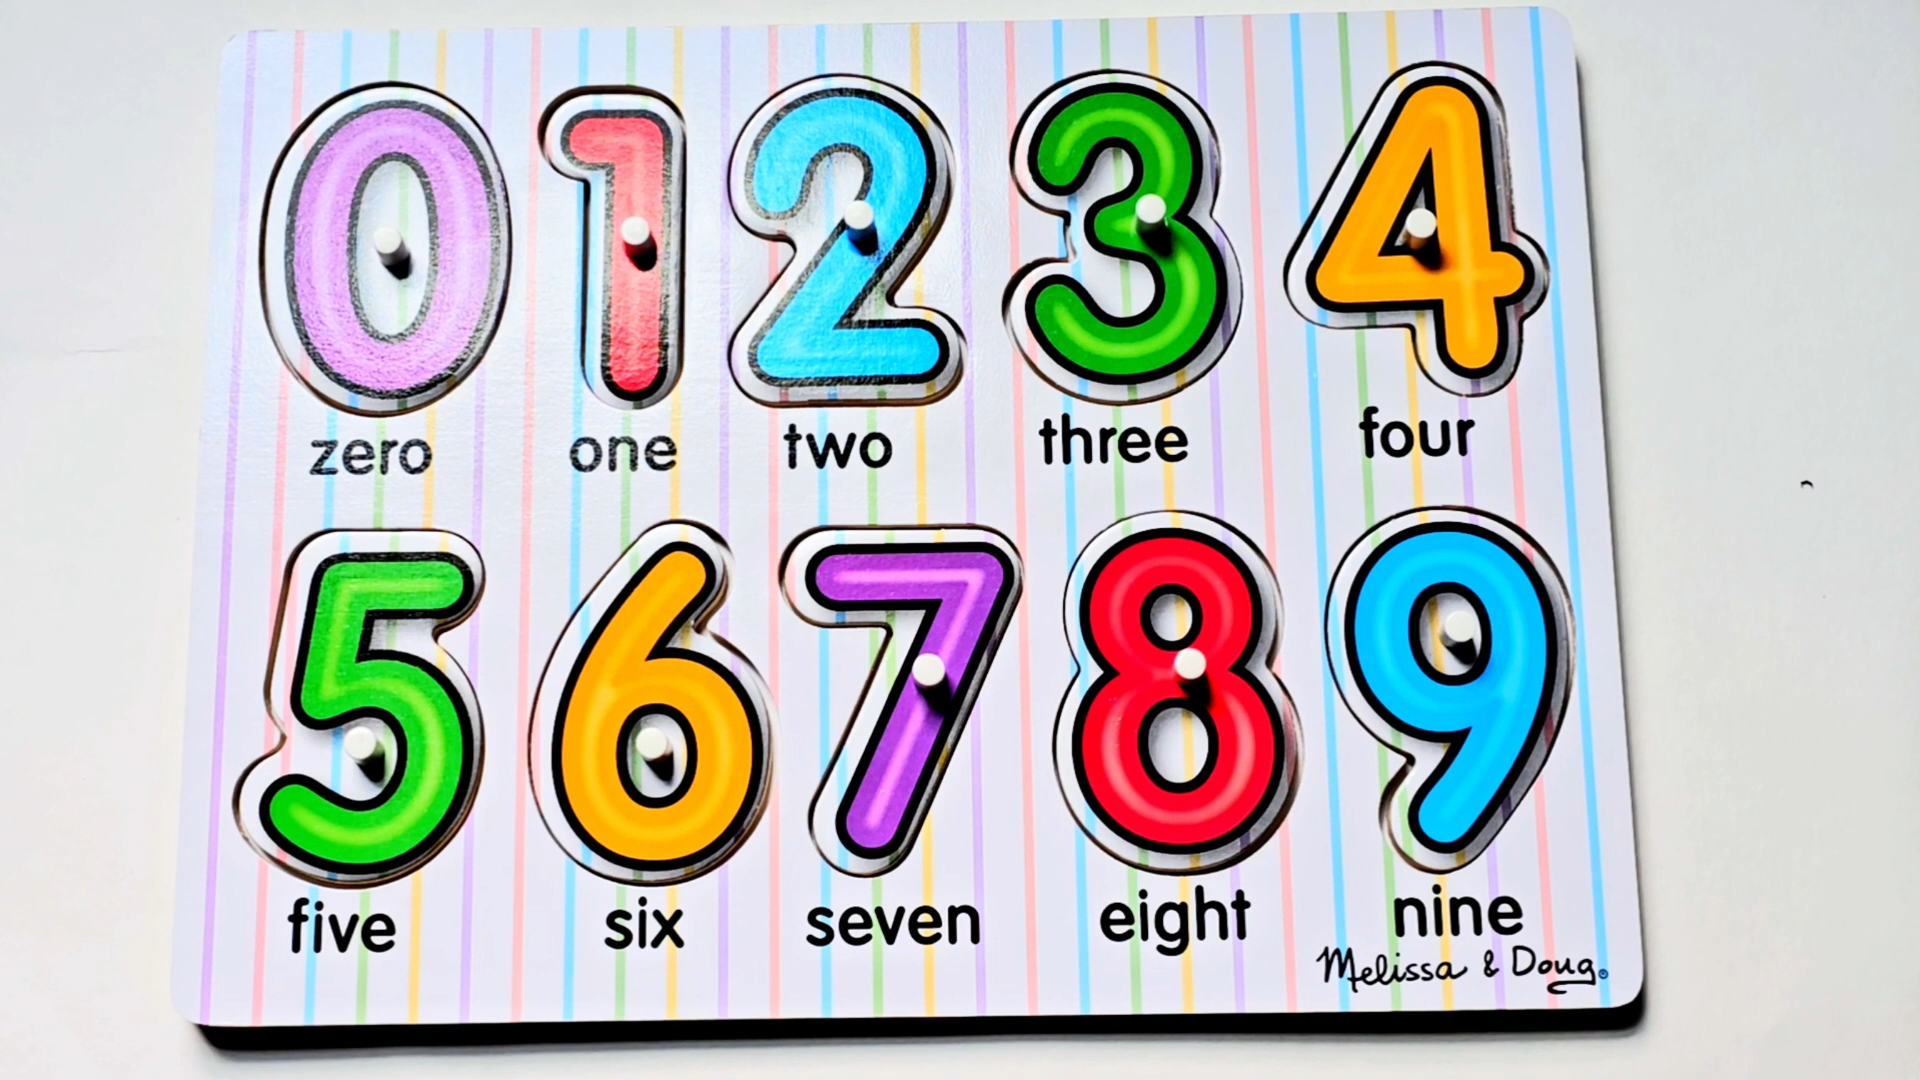 0 1 2 3 4
zero one two three four
5 6 7 8 9
five six seven eight nine
Melissa & Doug